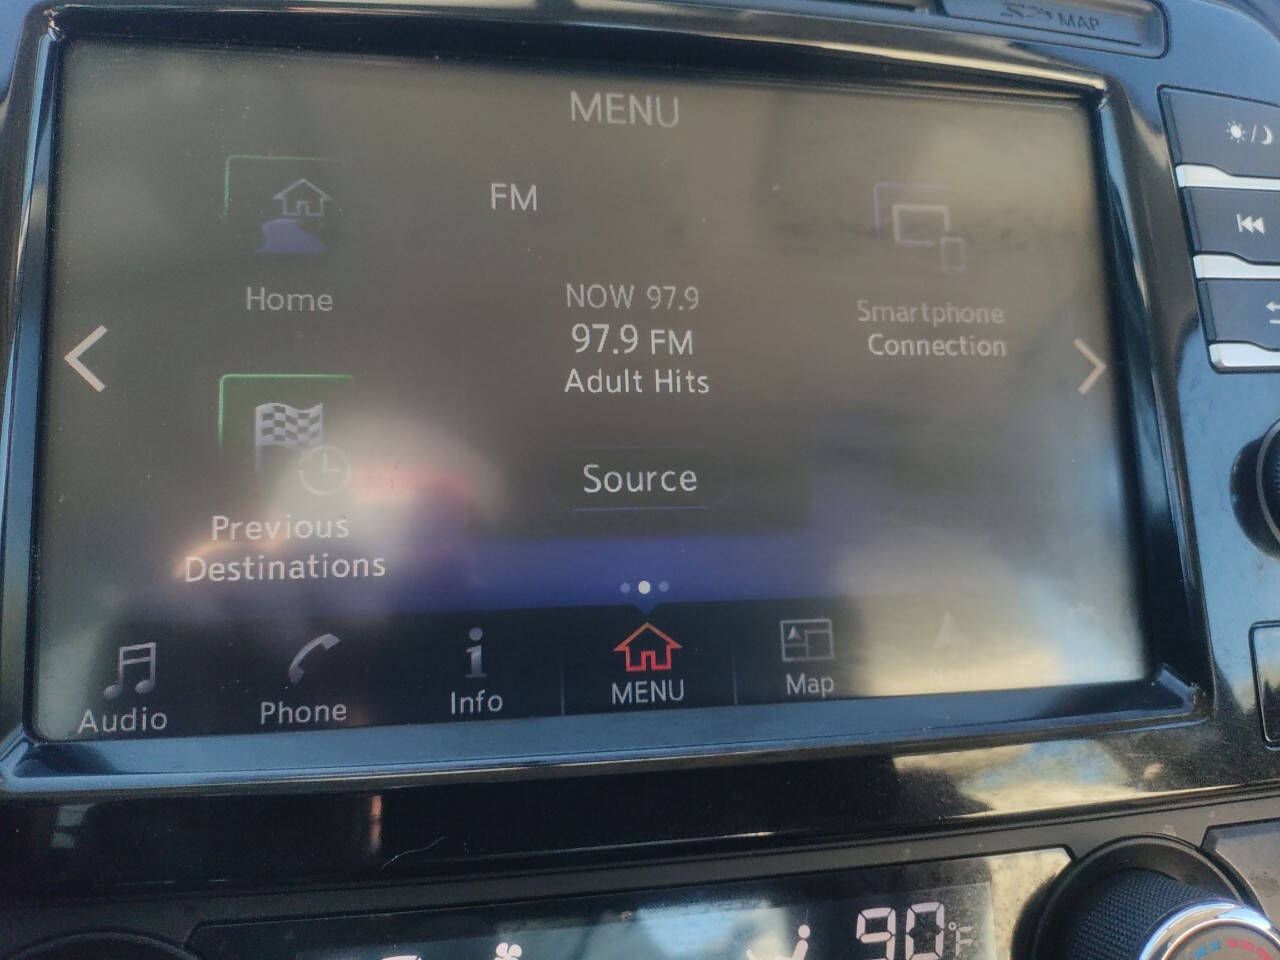 MAP
MENU
FM
Home
NOW 97.9
97.9 FM
Adult Hits
Smartphone
Connection
Source
Previous
Destinations
Audio
Phone
Info
MENU
Map
90°F